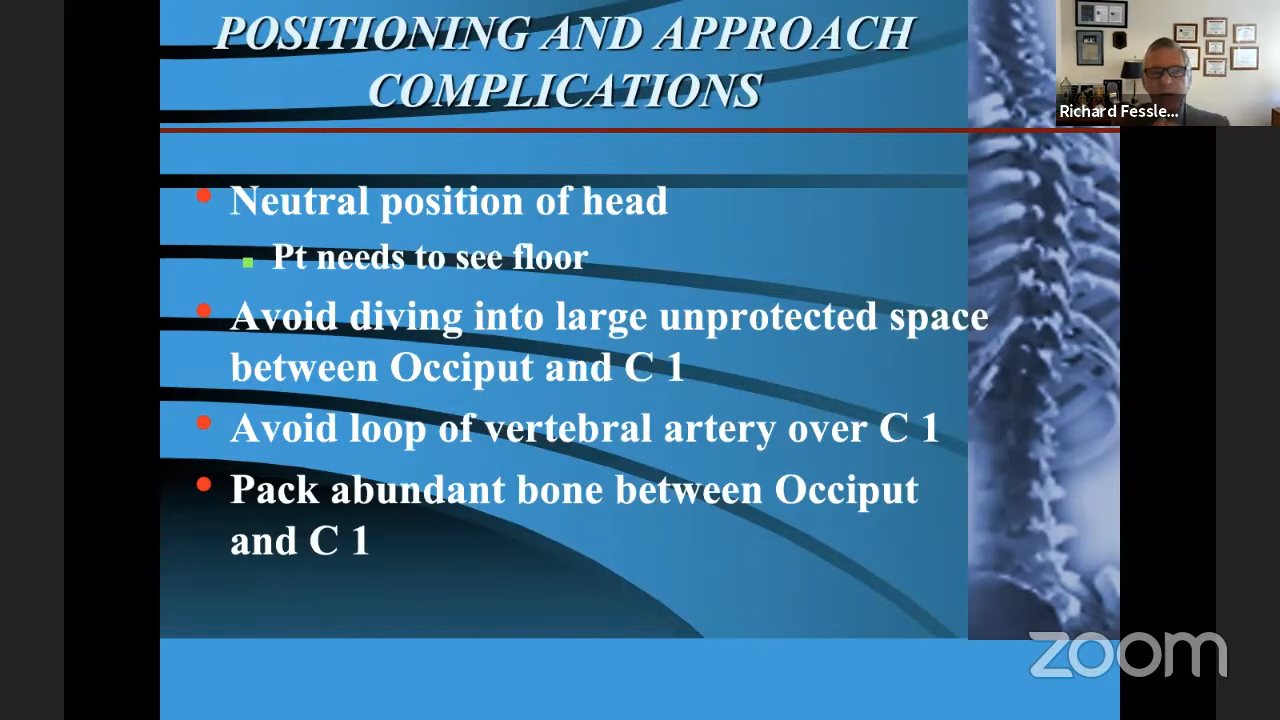 POSITIONING AND APPROACH
COMPLICATIONS
Richard Fessle...
Neutral position of head
Pt needs to see floor
Avoid diving into large unprotected space
between Occiput and C 1
Avoid loop of vertebral artery over C 1
Pack abundant bone between Occiput
and C 1
zoom